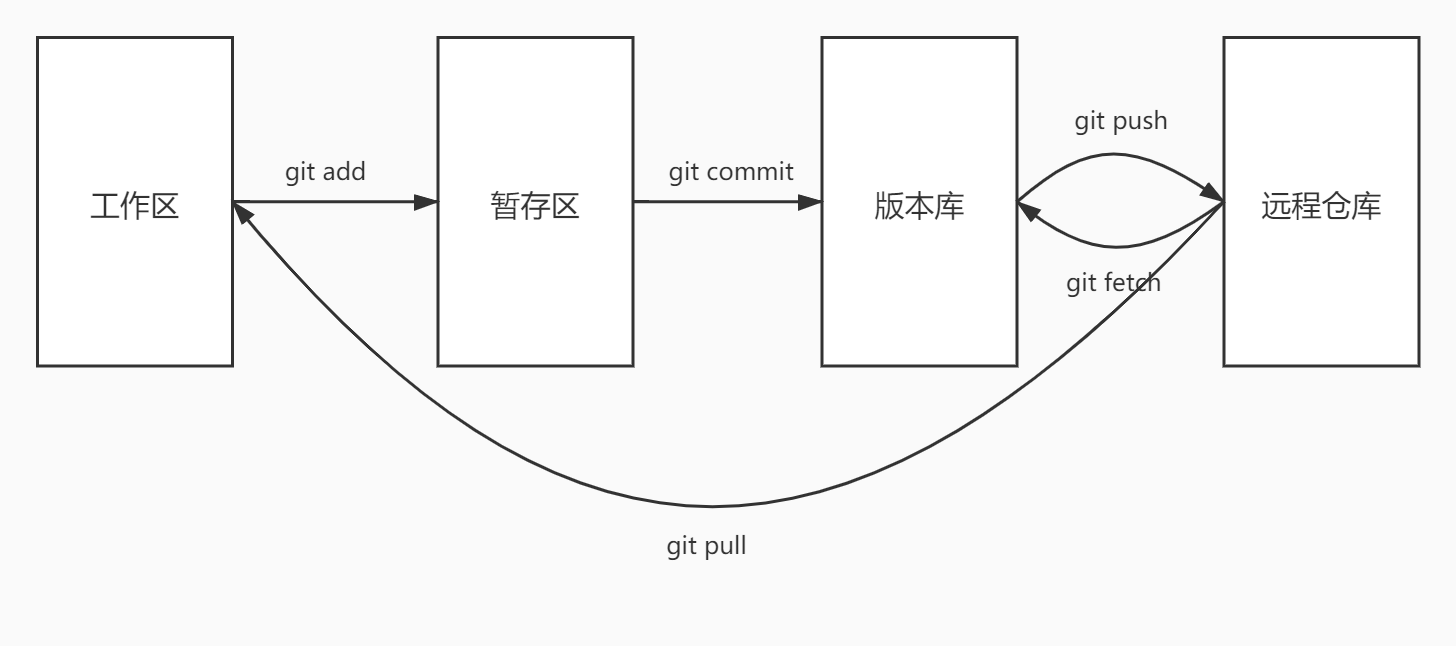 git push
git add
git commit
工作区
暂存区
版本库
远程仓库
git fetch
git pull